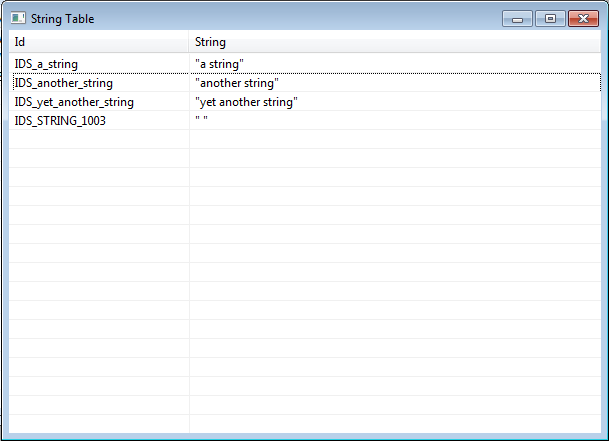 String Table
Id String
IDS_a_string "a string"
IDS_another_string "another string"
IDS_yet_another_string "yet another string"
IDS_STRING_1003 " "